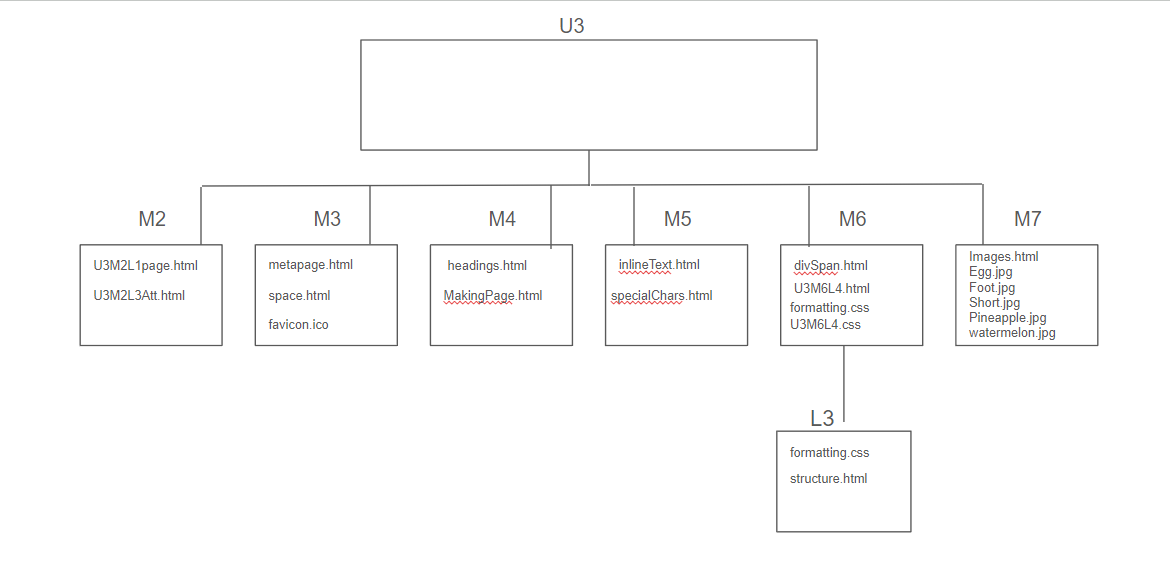 U3
M2
U3M2L1page.html
U3M2L3Att.html
M3
metapage.html
space.html
favicon.ico
M4
headings.html
MakingPage.html
M5
inlineText.html
specialChars.html
M6
divSpan.html
U3M6L4.html
formatting.css
U3M6L4.css
M7
Images.html
Egg.jpg
Foot.jpg
Short.jpg
Pineapple.jpg
watermelon.jpg
L3
formatting.css
structure.html